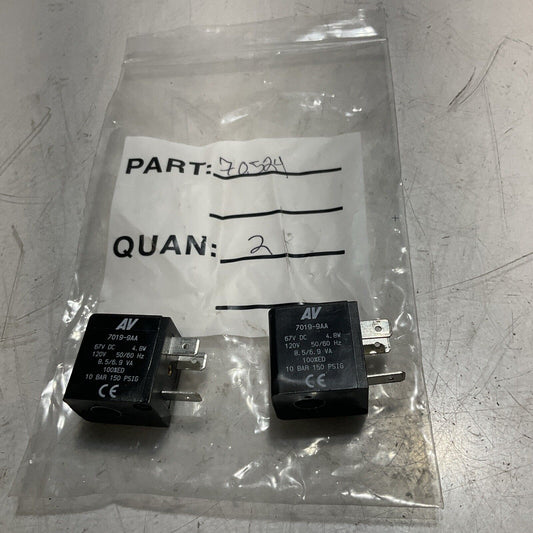 PART: 70524
QUAN: 2
AV
7019-9AA
67V DC 4.8W
120V 50/60 Hz
8.5/6.9 VA
100%ED
10 BAR 150 PSIG
CE
AV
7019-9AA
67V DC 4.8W
120V 50/60 Hz
8.5/6.9 VA
100%ED
10 BAR 150 PSIG
CE